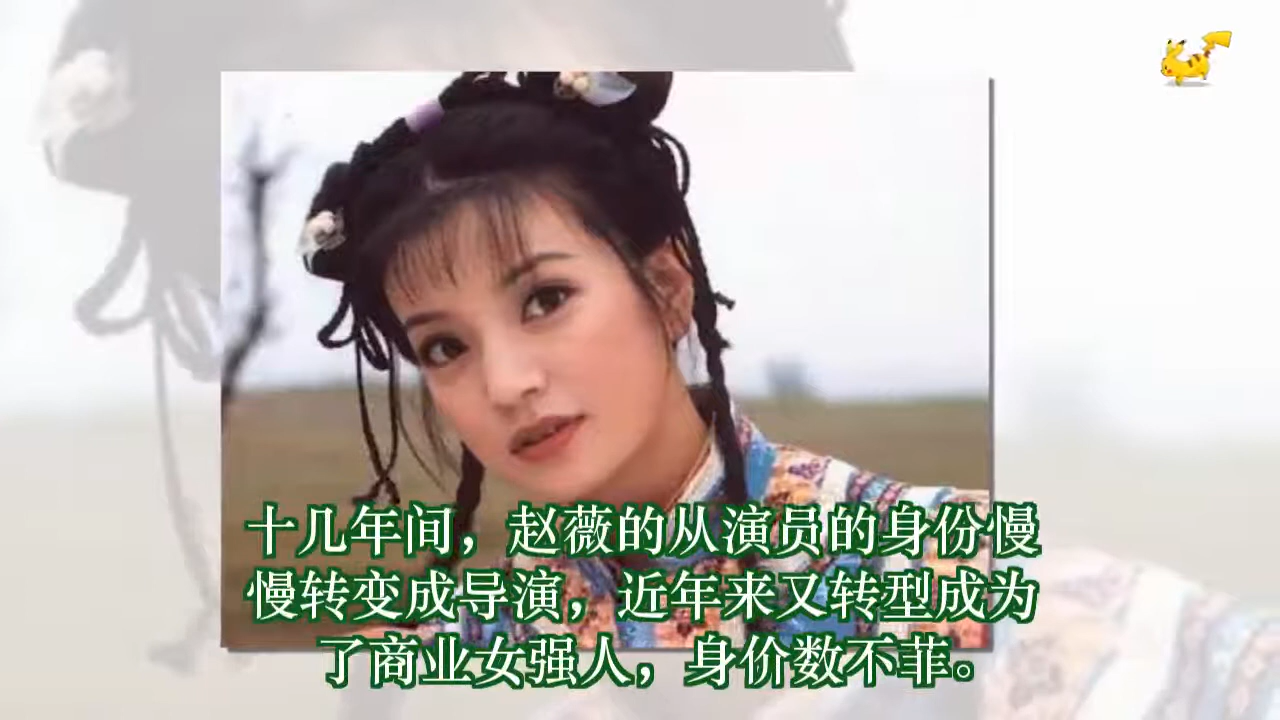 十几年间，赵薇的从演员的身份慢
慢转变成导演，近年来又转型成为
了商业女强人，身价数不菲。